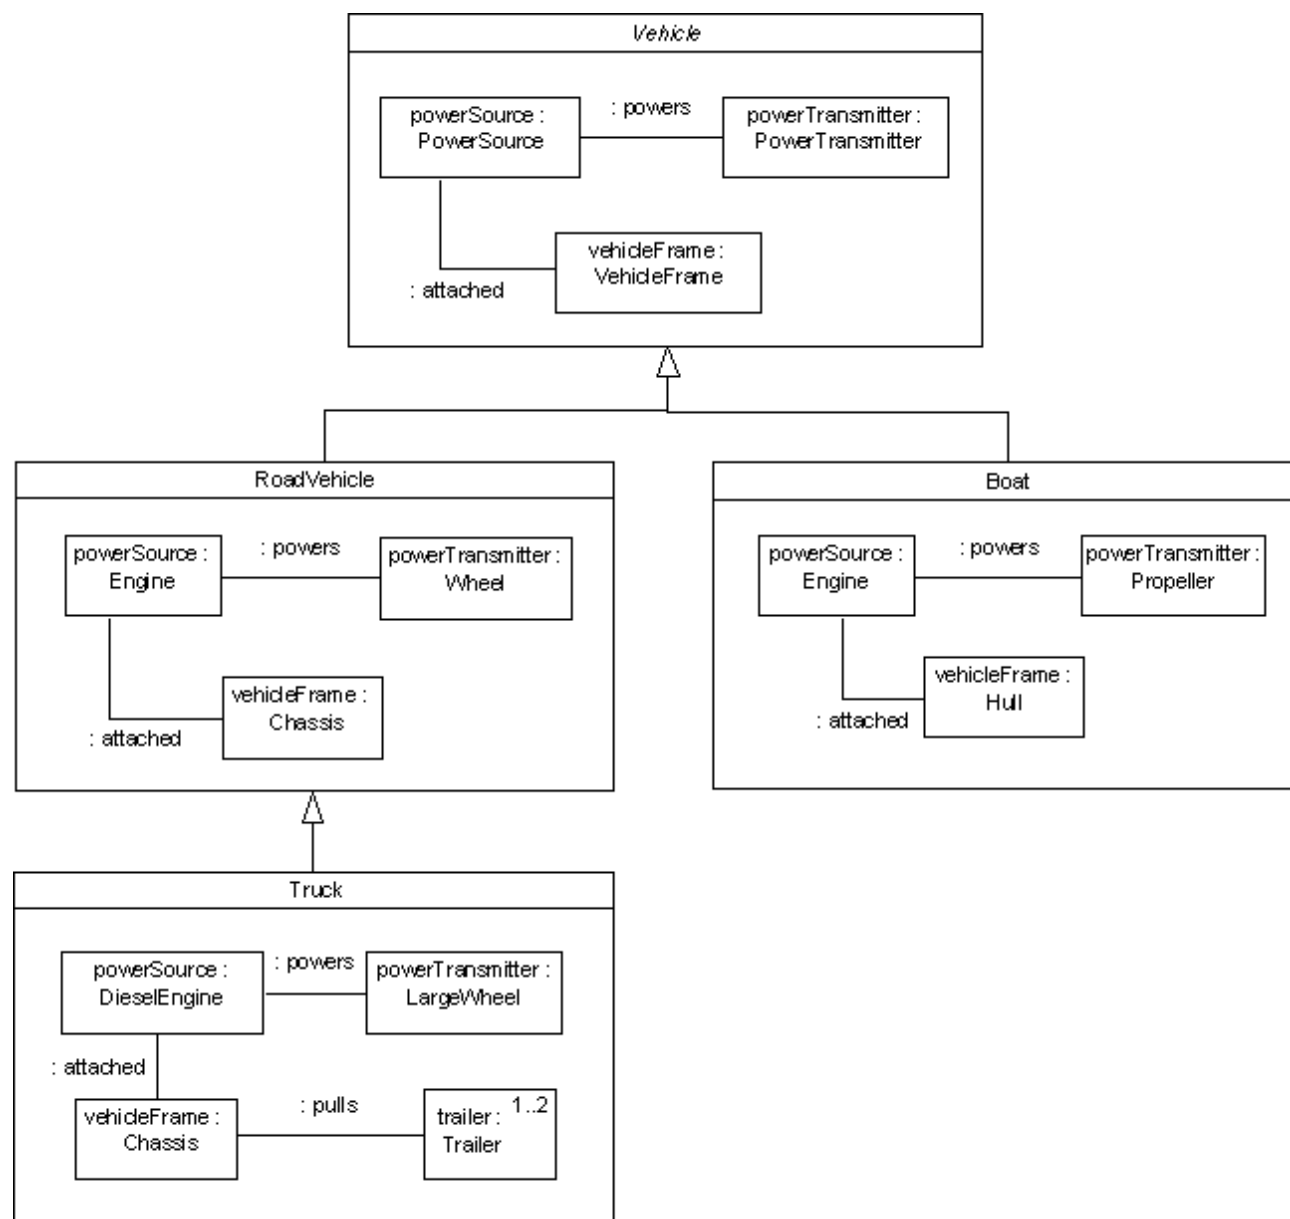 Vehicle
powerSource :
PowerSource
: powers
powerTransmitter :
PowerTransmitter
vehicleFrame :
VehicleFrame
: attached
RoadVehicle
powerSource :
Engine
: powers
powerTransmitter :
Wheel
vehicleFrame :
Chassis
: attached
Boat
powerSource :
Engine
: powers
powerTransmitter :
Propeller
vehicleFrame :
Hull
: attached
Truck
powerSource :
DieselEngine
: powers
powerTransmitter :
LargeWheel
: attached
vehicleFrame :
Chassis
: pulls
1..2
trailer :
Trailer